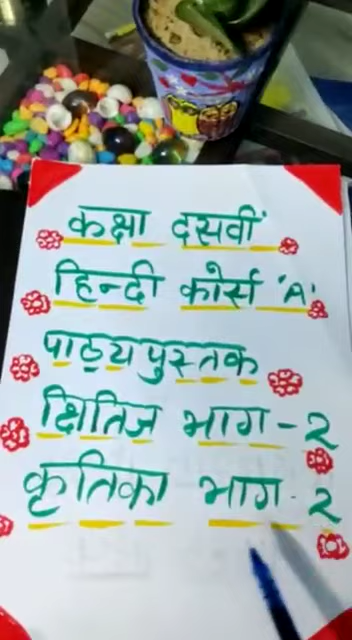 कक्षा दसवीं
हिन्दी कोर्स 'A'
पाठ्यपुस्तक
क्षितिज भाग-2
कृतिका भाग-2